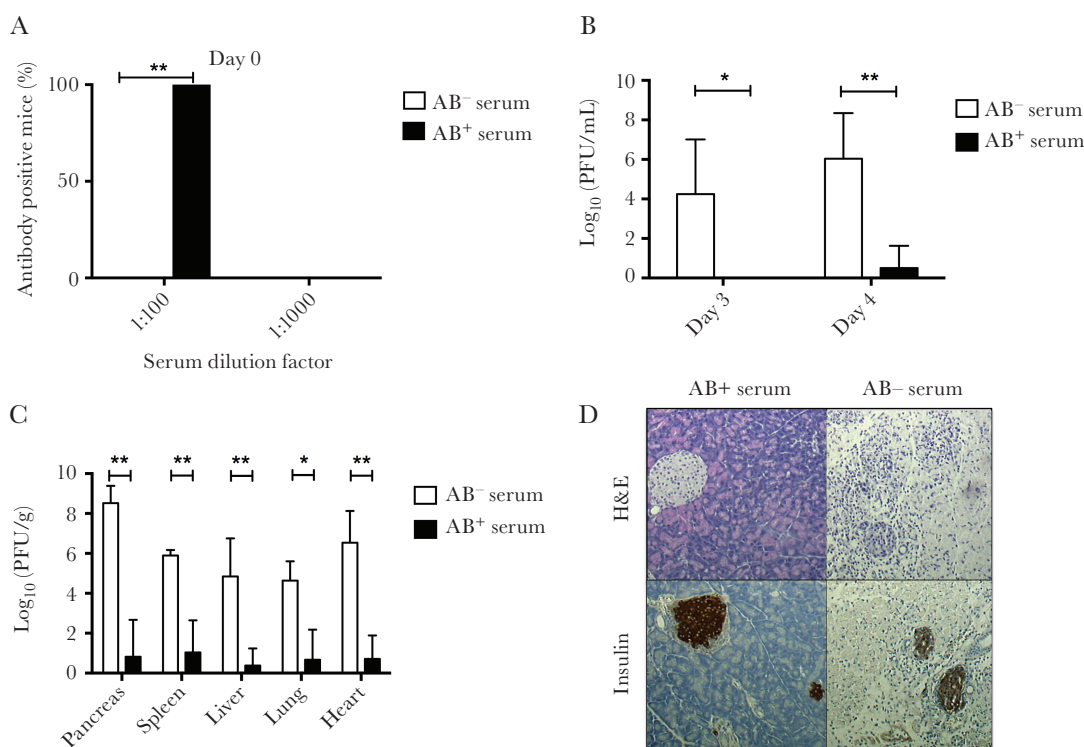 A
Day 0
**
Antibody positive mice (%)
100
50
0
1:100
1:1000
Serum dilution factor
AB⁻ serum
AB⁺ serum
B
*
**
Log₁₀ (PFU/mL)
10
8
6
4
2
0
Day 3
Day 4
AB⁻ serum
AB⁺ serum
C
**
**
**
*
**
Log₁₀ (PFU/g)
10
8
6
4
2
0
Pancreas
Spleen
Liver
Lung
Heart
AB⁻ serum
AB⁺ serum
D
AB+ serum
AB– serum
H&E
Insulin